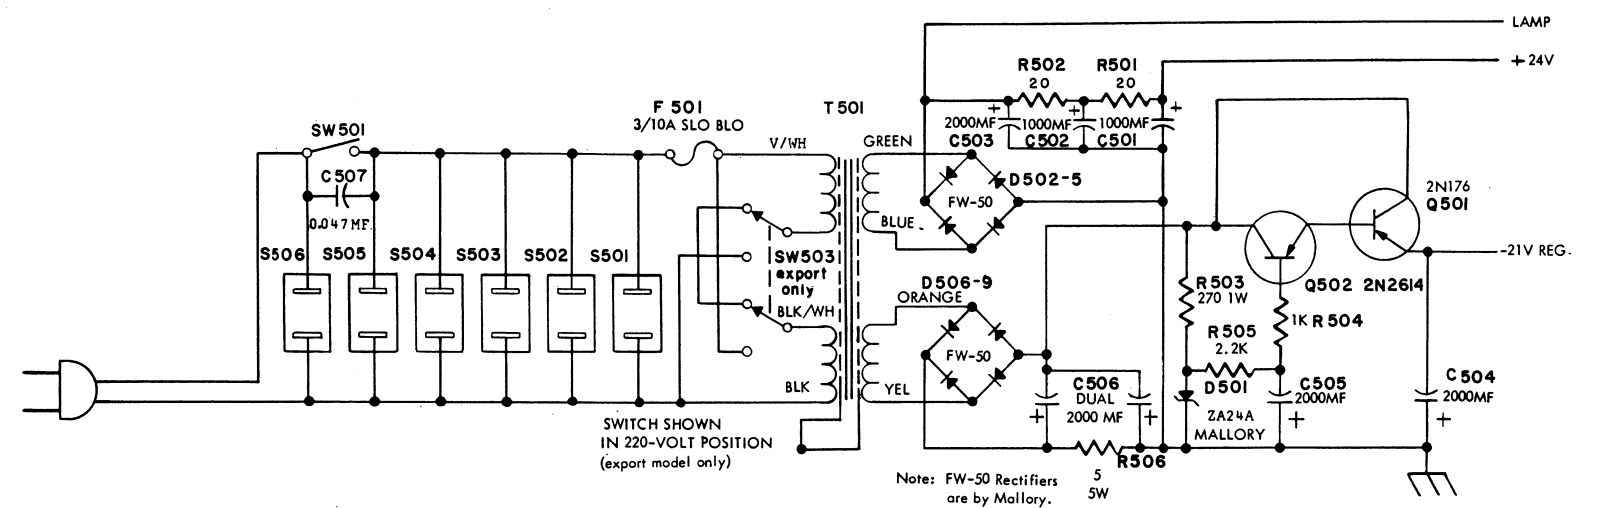 LAMP
+24V
R502
20
R501
20
+
+
+
2000MF
C503
1000MF
C502
1000MF
C501
SW501
F 501
3/10A SLO BLO
T501
V/WH
GREEN
D502-5
FW-50
BLUE
C507
0.047MF.
2N176
Q501
-21V REG.
S506
S505
S504
S503
S502
S501
SW503
export
only
BLK/WH
D506-9
ORANGE
FW-50
R503
270 1W
Q502 2N2614
1K R504
R505
2.2K
BLK
YEL
C506
DUAL
2000 MF
+
+
D501
ZA24A
MALLORY
C505
2000MF
+
C504
2000MF
+
SWITCH SHOWN
IN 220-VOLT POSITION
(export model only)
R506
5
5W
Note: FW-50 Rectifiers
are by Mallory.